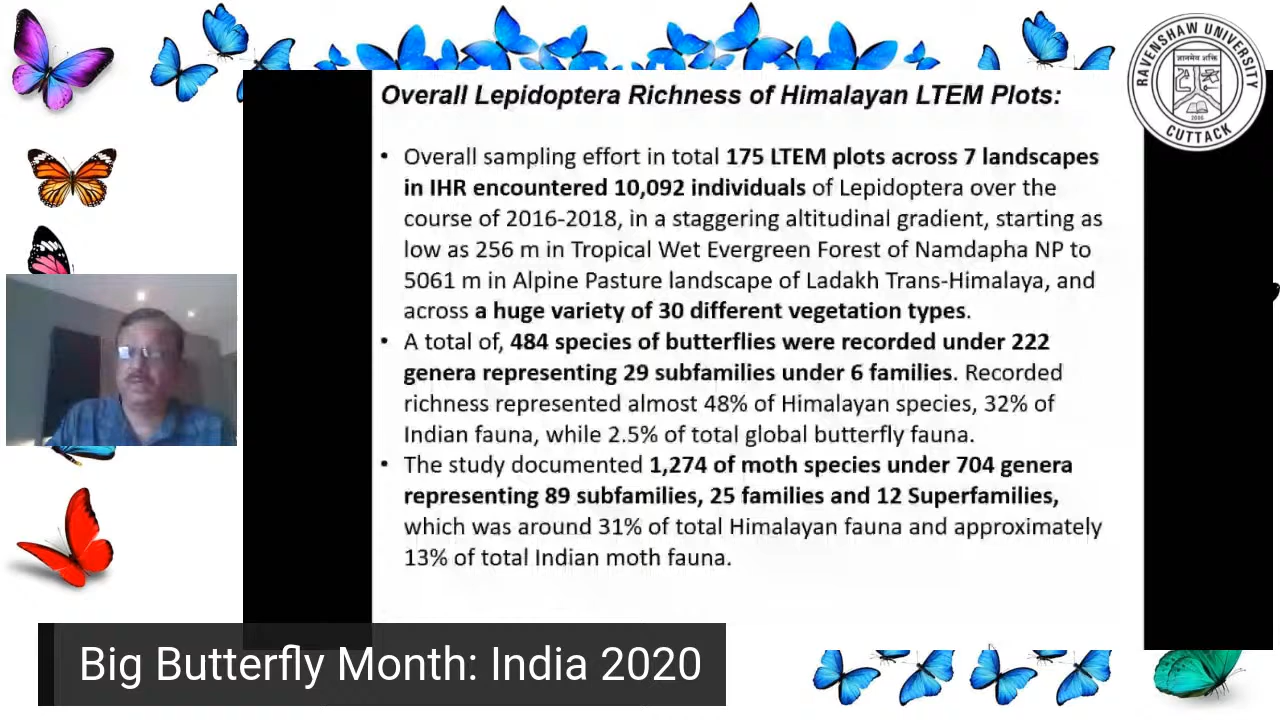 Overall Lepidoptera Richness of Himalayan LTEM Plots:
• Overall sampling effort in total 175 LTEM plots across 7 landscapes
in IHR encountered 10,092 individuals of Lepidoptera over the
course of 2016-2018, in a staggering altitudinal gradient, starting as
low as 256 m in Tropical Wet Evergreen Forest of Namdapha NP to
5061 m in Alpine Pasture landscape of Ladakh Trans-Himalaya, and
across a huge variety of 30 different vegetation types.
• A total of, 484 species of butterflies were recorded under 222
genera representing 29 subfamilies under 6 families. Recorded
richness represented almost 48% of Himalayan species, 32% of
Indian fauna, while 2.5% of total global butterfly fauna.
• The study documented 1,274 of moth species under 704 genera
representing 89 subfamilies, 25 families and 12 Superfamilies,
which was around 31% of total Himalayan fauna and approximately
13% of total Indian moth fauna.
RAVENSHAW UNIVERSITY
ज्ञानमेव शक्ति
2006
CUTTACK
Big Butterfly Month: India 2020